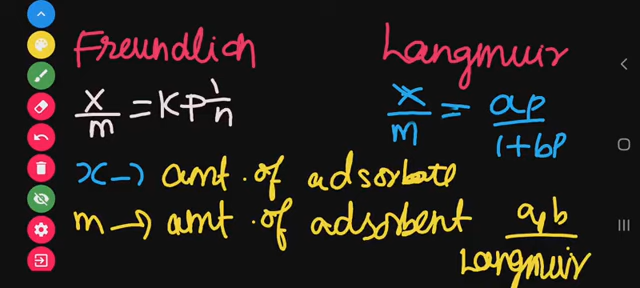 Freundlich Langmuir
x/m = KP^1/n x/m = ap/1+bp
x → amt. of adsorbate
m → amt. of adsorbent a,b/Langmuir